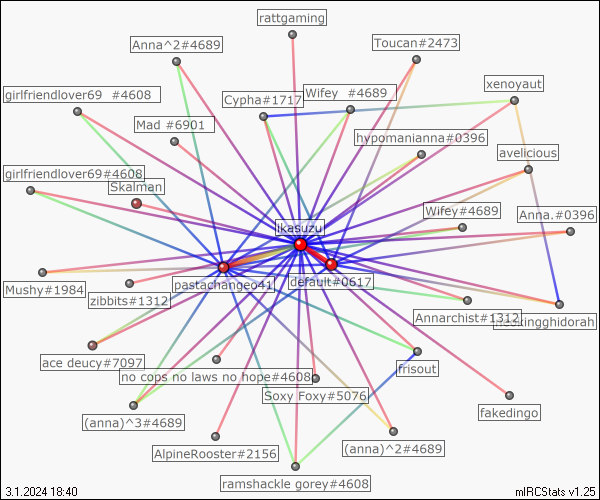 rattgaming
Anna^2#4689
Toucan#2473
xenoyaut
girlfriendlover69 #4608
Wifey #4689
Cypha#1717
Mad #6901
hypomanianna#0396
avelicious
girlfriendlover69#4608
Skalman
Wifey#4689
Anna.#0396
ikasuzu
Mushy#1984
pastachangeo41
default#0617
zibbits#1312
Annarchist#1312
kingghidorah
ace deucy#7097
no cops no laws no hope#4608
frisout
Soxy Foxy#5076
fakedingo
(anna)^3#4689
AlpineRooster#2156
(anna)^2#4689
ramshackle gorey#4608
3.1.2024 18:40
mIRCStats v1.25